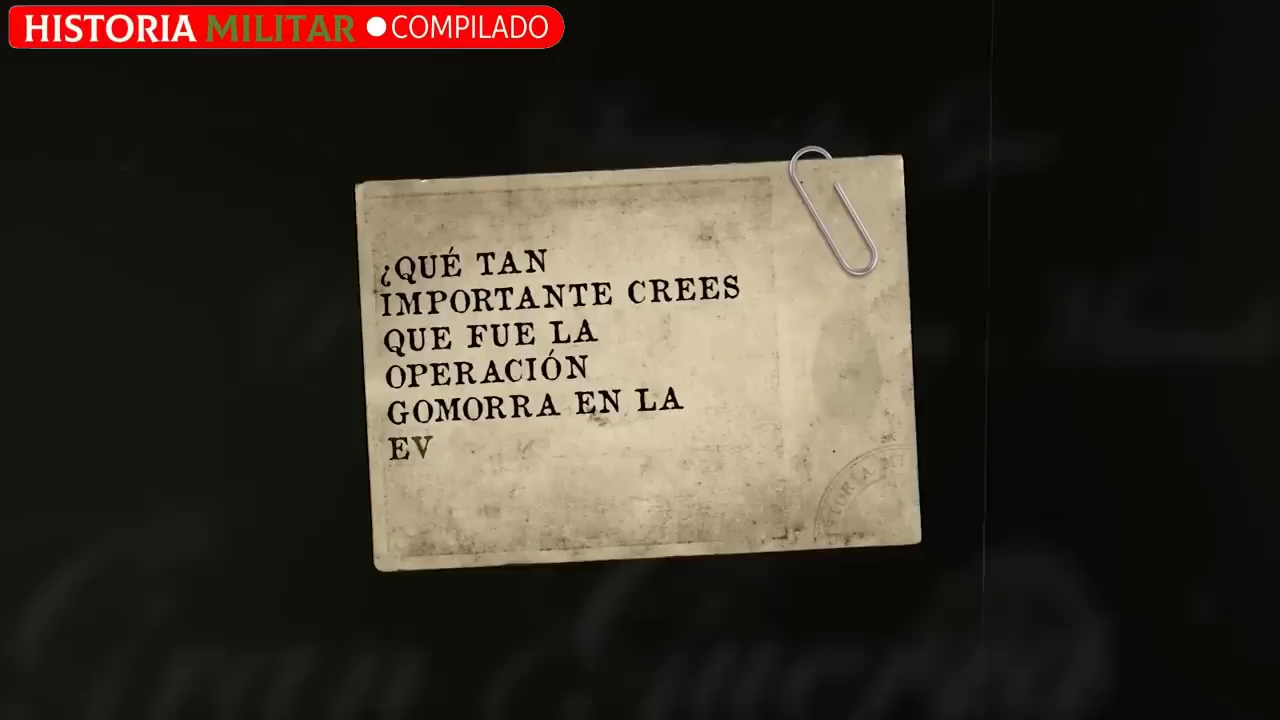 HISTORIA MILITAR COMPILADO
¿QUÉ TAN
IMPORTANTE CREES
QUE FUE LA
OPERACIÓN
GOMORRA EN LA
EV